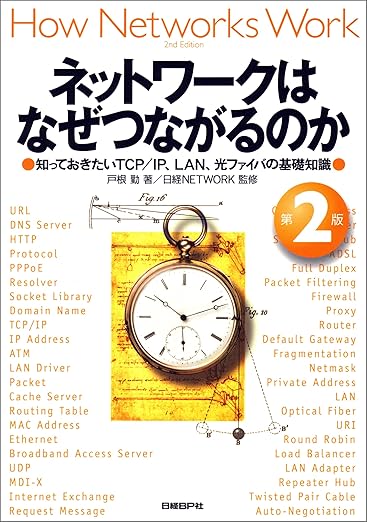 How Networks Work
2nd Edition
ネットワークは
なぜつながるのか
●知っておきたいTCP/IP、LAN、光ファイバの基礎知識●
戸根 勤 著/日経NETWORK 監修
第2版
Fig.16
URL
DNS Server
HTTP
Protocol
PPPoE
Resolver
Socket Library
Domain Name
TCP/IP
IP Address
ATM
LAN Driver
Packet
Cache Server
Routing Table
MAC Address
Ethernet
Broadband Access Server
UDP
MDI-X
Internet Exchange
Request Message
ADSL
Full Duplex
Packet Filtering
Firewall
Proxy
Router
Default Gateway
Fragmentation
Netmask
Private Address
LAN
Optical Fiber
URI
Round Robin
Load Balancer
LAN Adapter
Repeater Hub
Twisted Pair Cable
Auto-Negotiation
日経BP社